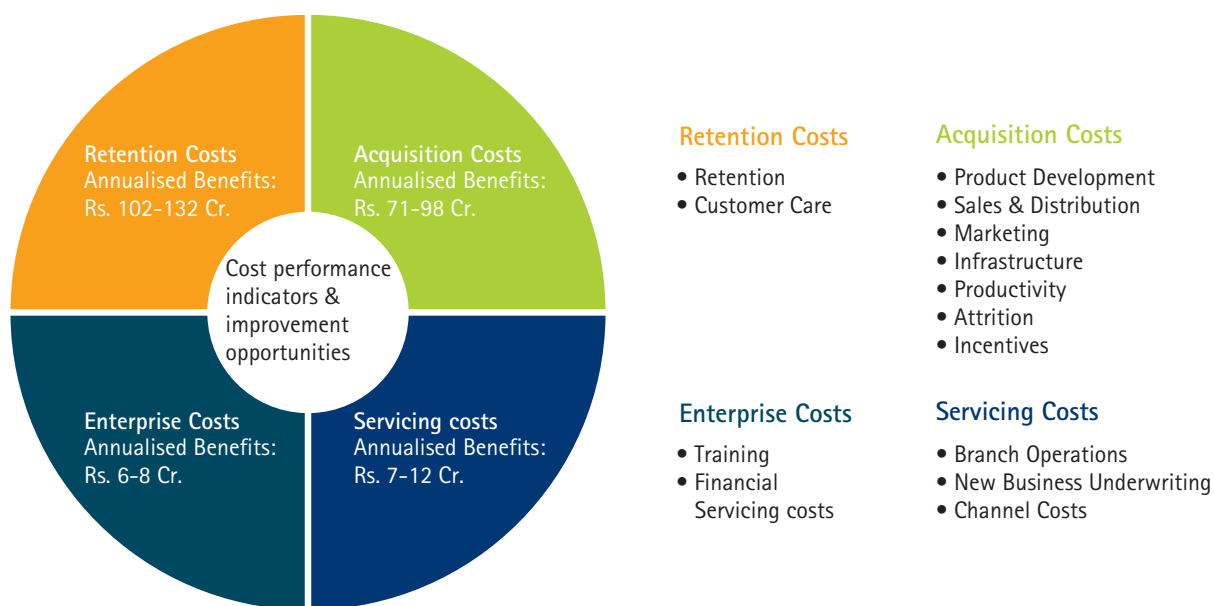 Retention Costs
Annualised Benefits:
Rs. 102-132 Cr.
Acquisition Costs
Annualised Benefits:
Rs. 71-98 Cr.
Cost performance
indicators &
improvement
opportunities
Enterprise Costs
Annualised Benefits:
Rs. 6-8 Cr.
Servicing costs
Annualised Benefits:
Rs. 7-12 Cr.
Retention Costs
• Retention
• Customer Care
Acquisition Costs
• Product Development
• Sales & Distribution
• Marketing
• Infrastructure
• Productivity
• Attrition
• Incentives
Enterprise Costs
• Training
• Financial
Servicing costs
Servicing Costs
• Branch Operations
• New Business Underwriting
• Channel Costs